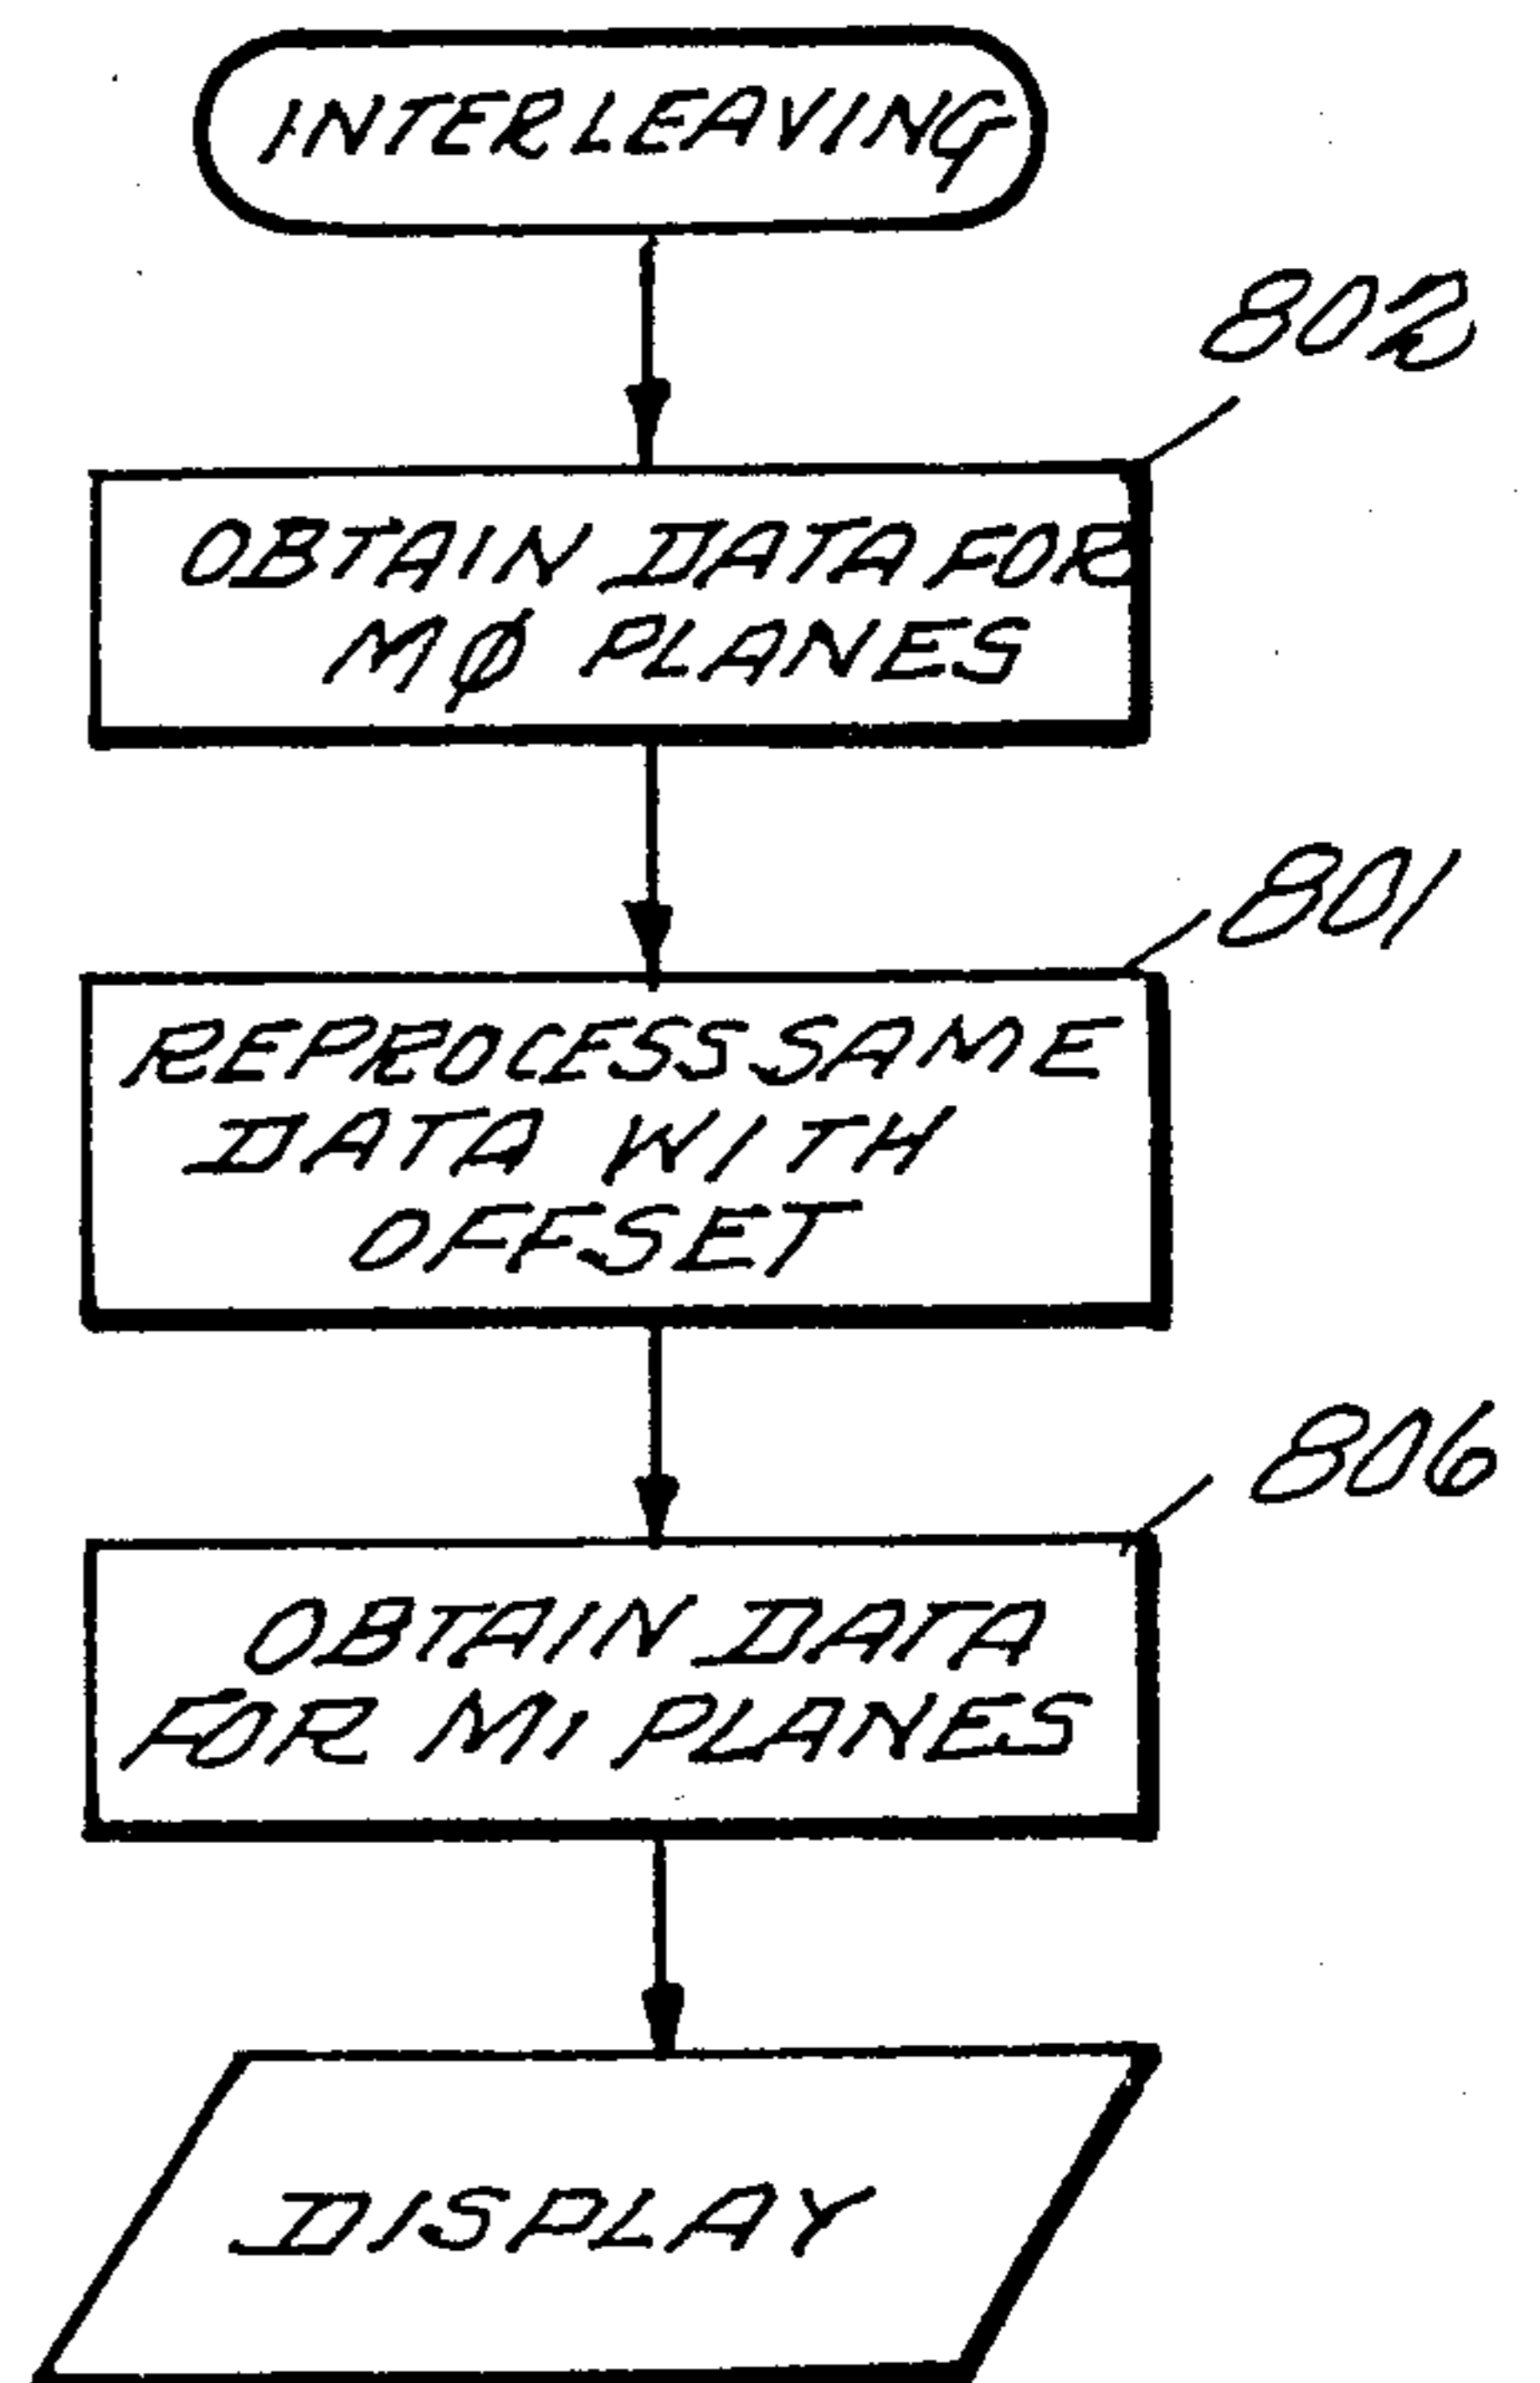 INTERLEAVING
802
OBTAIN DATA FOR
MØ PLANES
801
REPROCESS SAME
DATA WITH
OFFSET
806
OBTAIN DATA
FOR M1 PLANES
DISPLAY